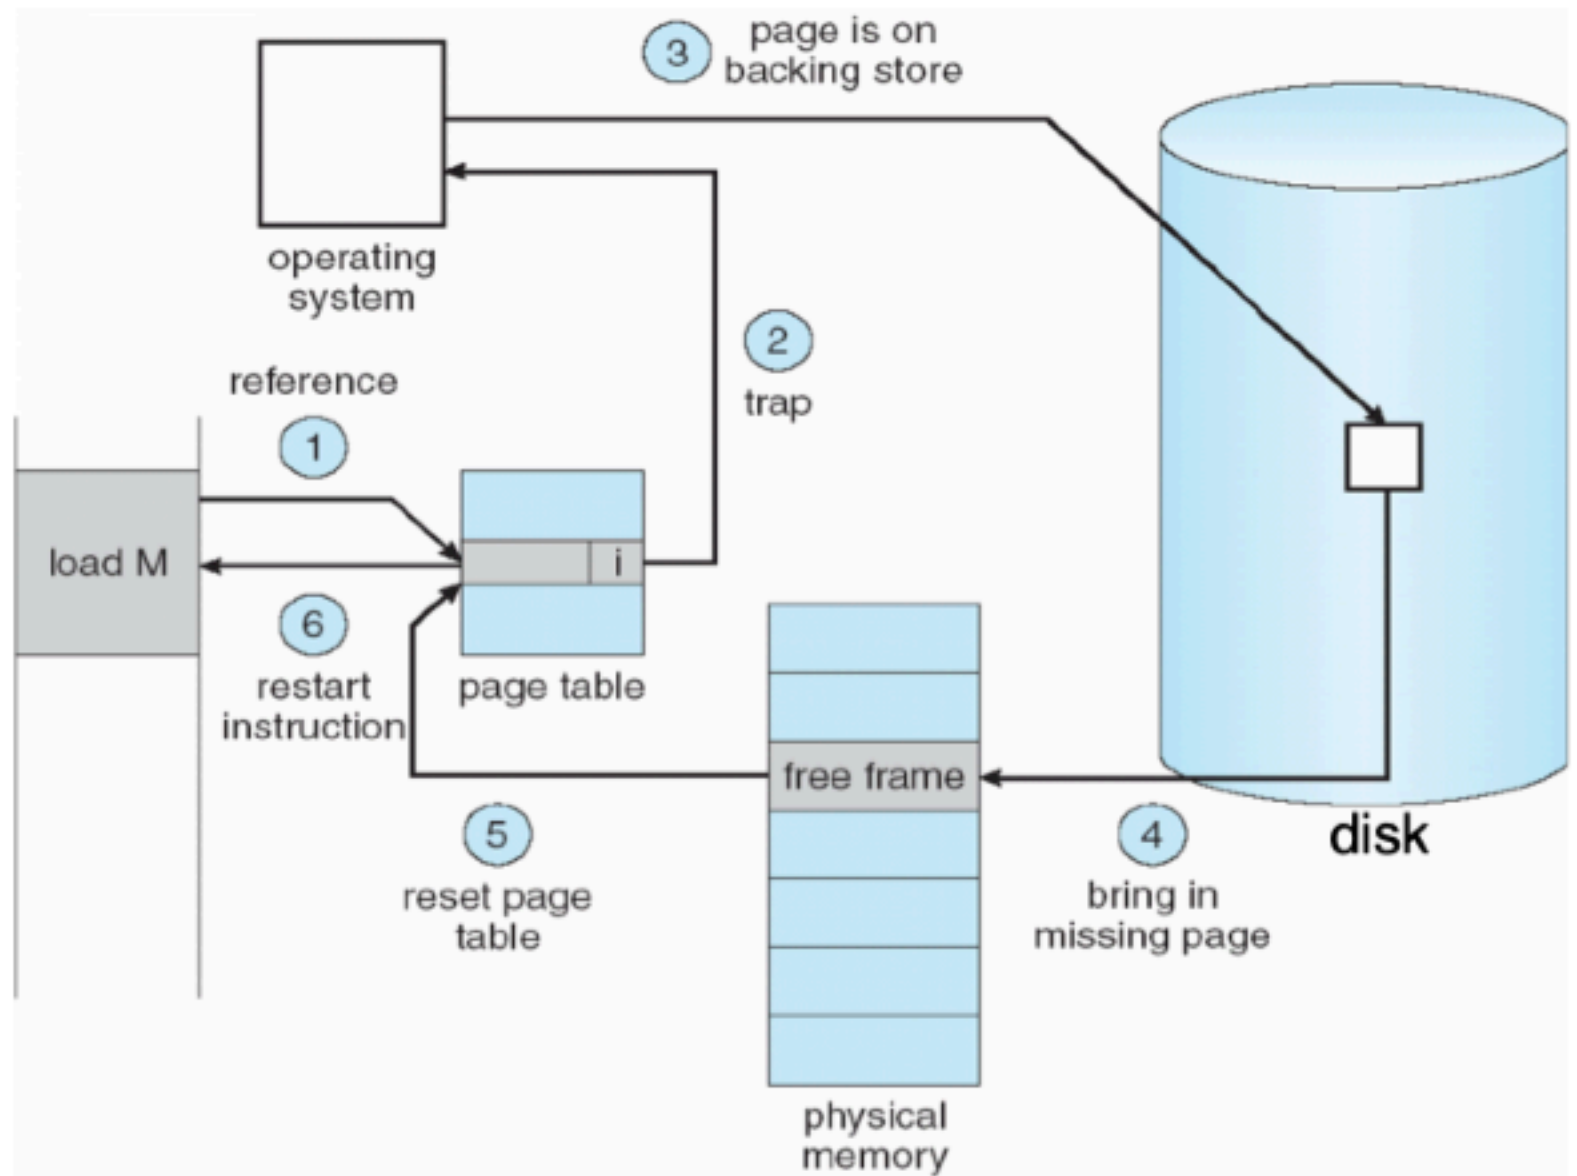 3
page is on
backing store
operating
system
2
trap
reference
1
load M
i
6
restart
instruction
page table
free frame
5
reset page
table
4
bring in
missing page
disk
physical
memory